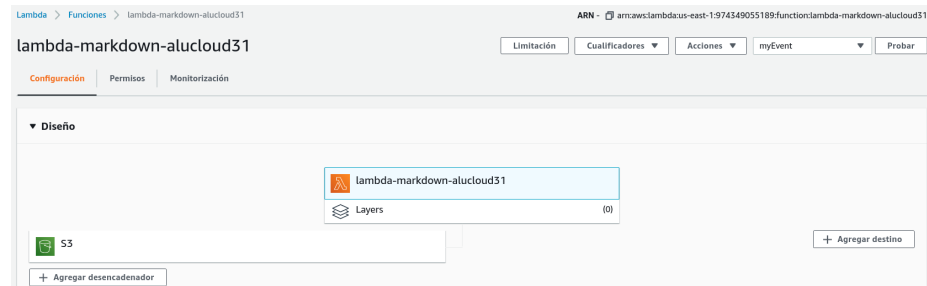 Lambda > Funciones > lambda-markdown-alucloud31 ARN - arn:aws:lambda:us-east-1:974349055189:function:lambda-markdown-alucloud31
lambda-markdown-alucloud31 Limitación Cualificadores ▼ Acciones ▼ myEvent ▼ Probar
Configuración Permisos Monitorización
▼ Diseño
lambda-markdown-alucloud31
Layers (0)
S3
+ Agregar destino
+ Agregar desencadenador